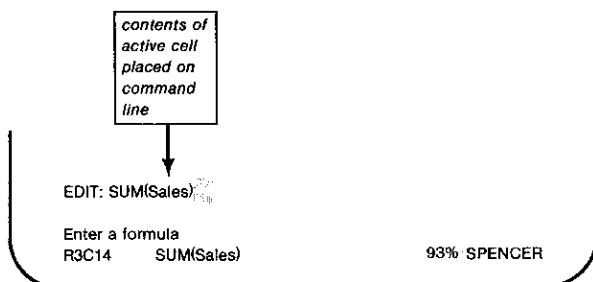 contents of
active cell
placed on
command
line
EDIT: SUM(Sales)
Enter a formula
R3C14 SUM(Sales) 93% SPENCER